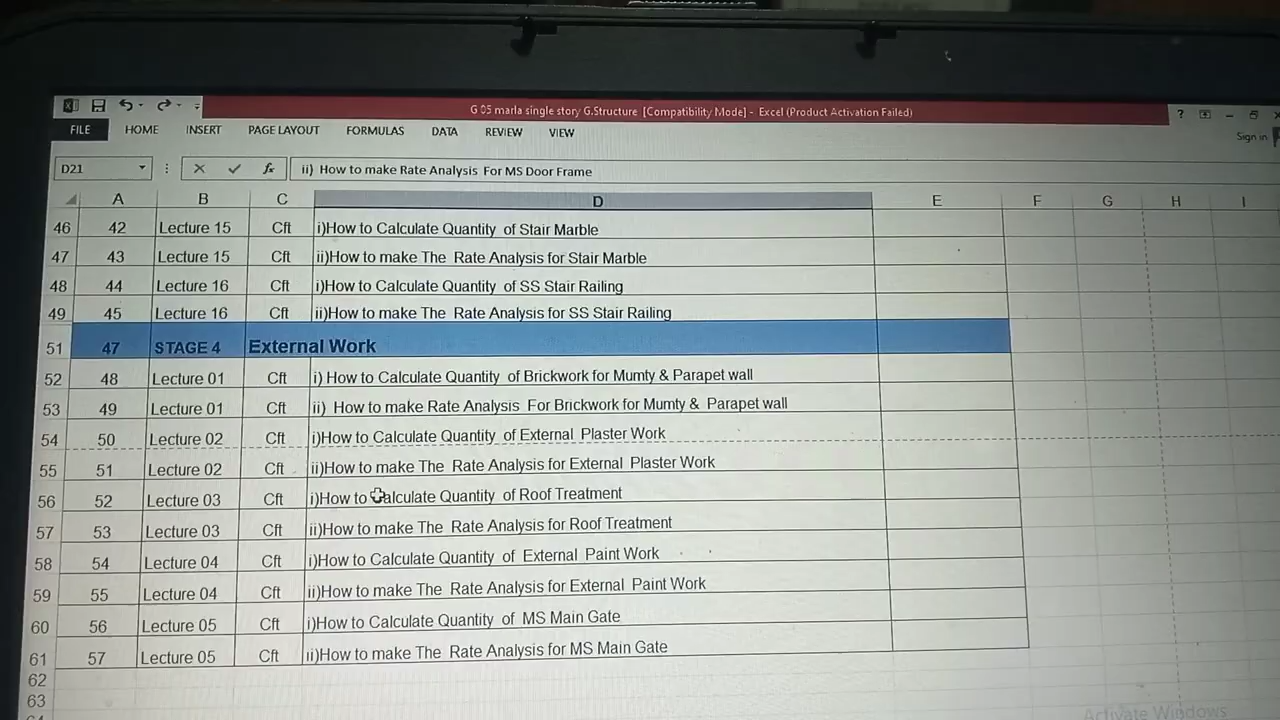 G 05 marla single story G.Structure [Compatibility Mode] - Excel (Product Activation Failed)
?
FILE HOME INSERT PAGE LAYOUT FORMULAS DATA REVIEW VIEW
Sign in
D21 fx ii) How to make Rate Analysis For MS Door Frame
A B C D E F G H I
46 42 Lecture 15 Cft i)How to Calculate Quantity of Stair Marble
47 43 Lecture 15 Cft ii)How to make The Rate Analysis for Stair Marble
48 44 Lecture 16 Cft i)How to Calculate Quantity of SS Stair Railing
49 45 Lecture 16 Cft ii)How to make The Rate Analysis for SS Stair Railing
51 47 STAGE 4 External Work
52 48 Lecture 01 Cft i) How to Calculate Quantity of Brickwork for Mumty & Parapet wall
53 49 Lecture 01 Cft ii) How to make Rate Analysis For Brickwork for Mumty & Parapet wall
54 50 Lecture 02 Cft i)How to Calculate Quantity of External Plaster Work
55 51 Lecture 02 Cft ii)How to make The Rate Analysis for External Plaster Work
56 52 Lecture 03 Cft i)How to Calculate Quantity of Roof Treatment
57 53 Lecture 03 Cft ii)How to make The Rate Analysis for Roof Treatment
58 54 Lecture 04 Cft i)How to Calculate Quantity of External Paint Work
59 55 Lecture 04 Cft ii)How to make The Rate Analysis for External Paint Work
60 56 Lecture 05 Cft i)How to Calculate Quantity of MS Main Gate
61 57 Lecture 05 Cft ii)How to make The Rate Analysis for MS Main Gate
62
63
Activate Windows